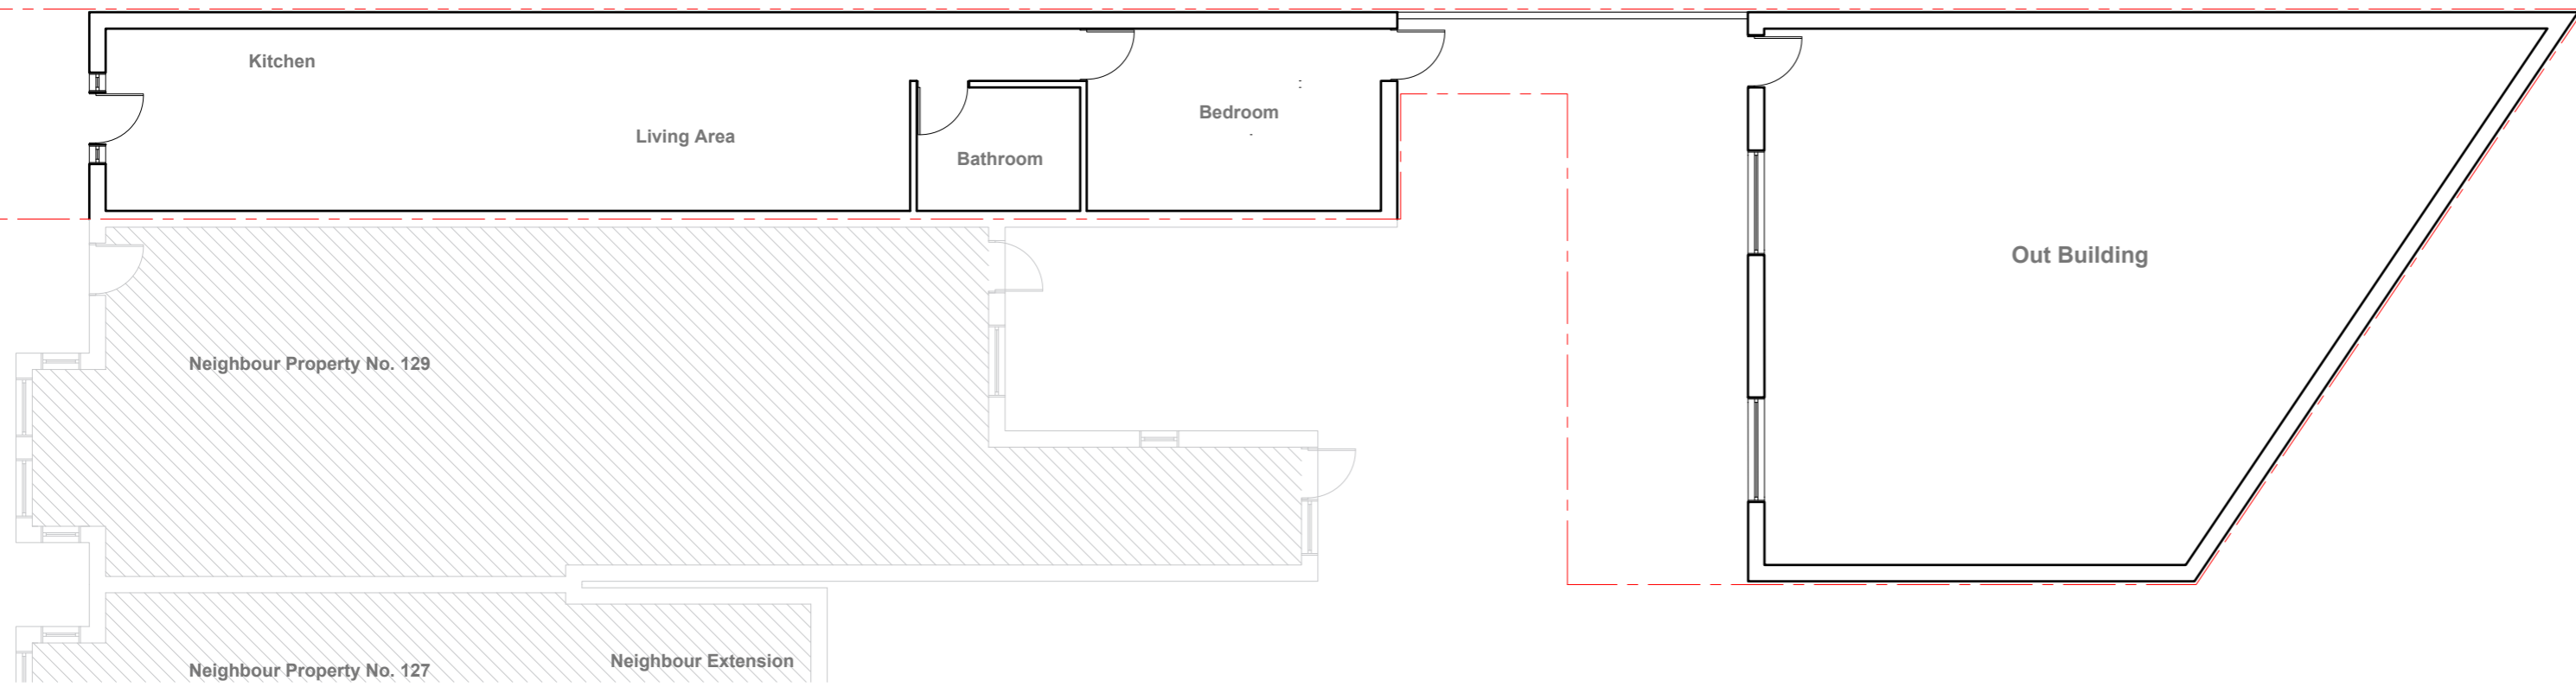 Kitchen
Living Area
Bathroom
Bedroom
Out Building
Neighbour Property No. 129
Neighbour Extension
Neighbour Property No. 127